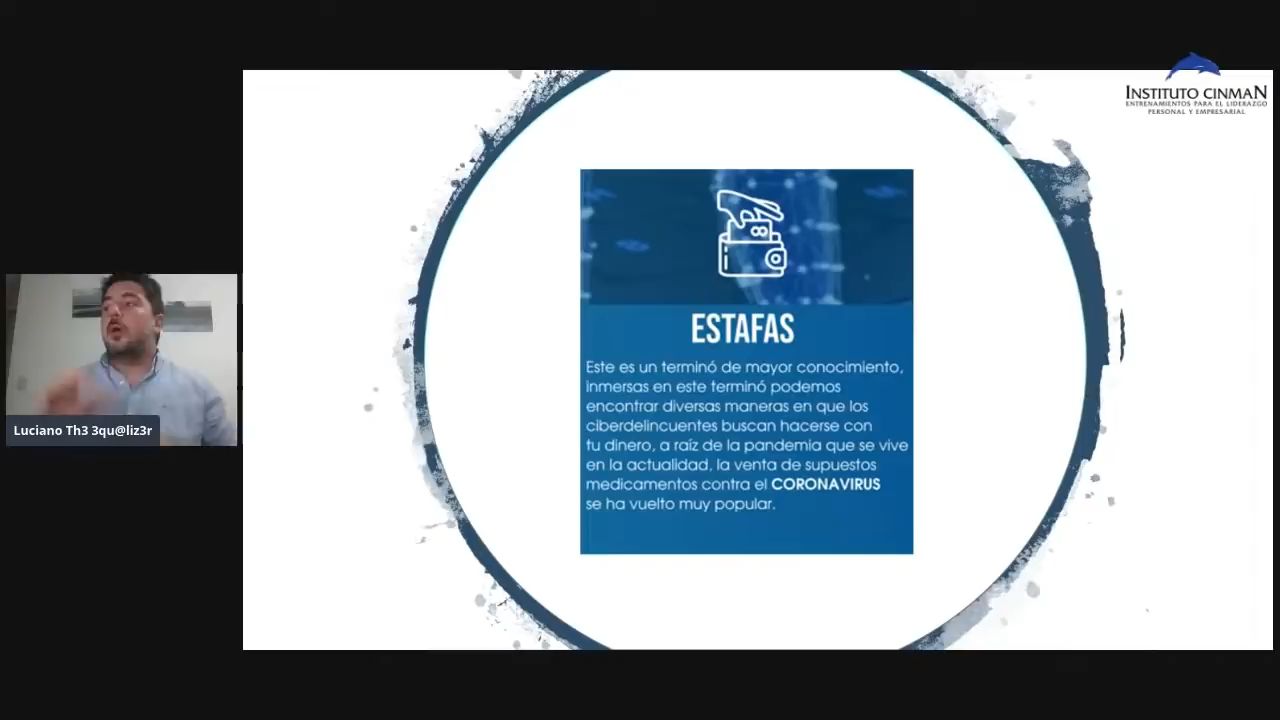 INSTITUTO CINMAN
ENTRENAMIENTOS PARA EL LIDERAZGO
PERSONAL Y EMPRESARIAL
ESTAFAS
Este es un terminó de mayor conocimiento,
inmersas en este terminó podemos
encontrar diversas maneras en que los
ciberdelincuentes buscan hacerse con
tu dinero, a raíz de la pandemia que se vive
en la actualidad, la venta de supuestos
medicamentos contra el CORONAVIRUS
se ha vuelto muy popular.
Luciano Th3 3qu@liz3r